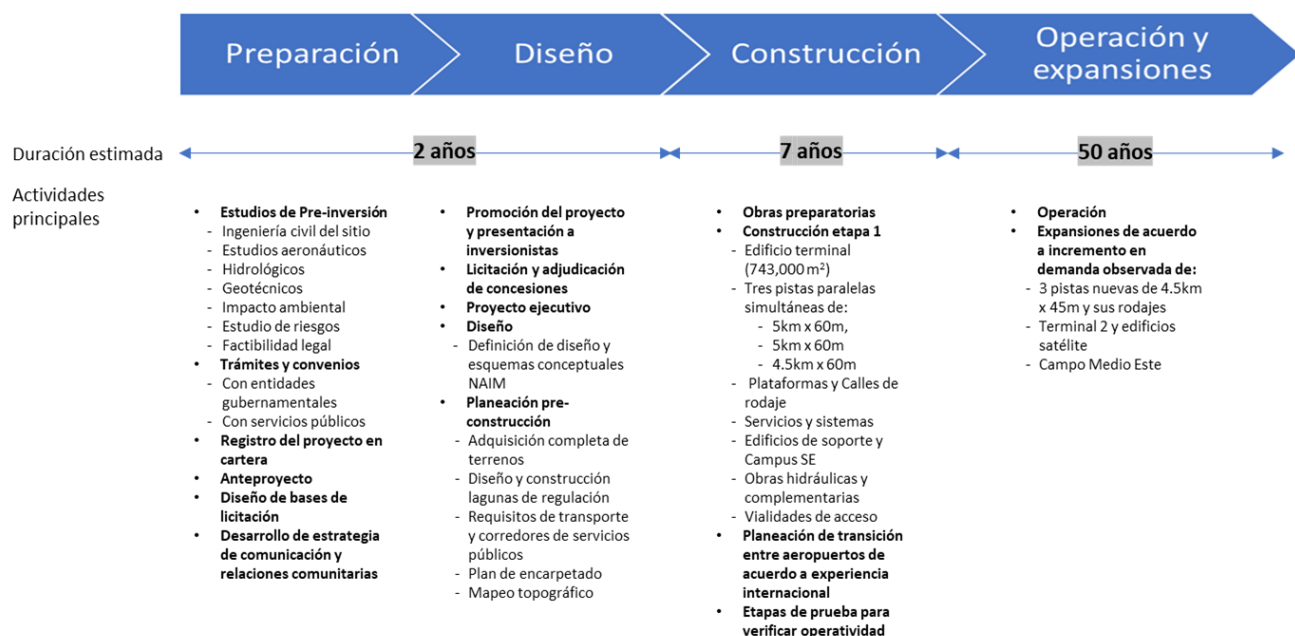 Preparación
Diseño
Construcción
Operación y
expansiones
Duración estimada
2 años
7 años
50 años
Actividades
principales
• Estudios de Pre-inversión
- Ingeniería civil del sitio
- Estudios aeronáuticos
- Hidrológicos
- Geotécnicos
- Impacto ambiental
- Estudio de riesgos
- Factibilidad legal
• Trámites y convenios
- Con entidades
gubernamentales
- Con servicios públicos
• Registro del proyecto en
cartera
• Anteproyecto
• Diseño de bases de
licitación
• Desarrollo de estrategia
de comunicación y
relaciones comunitarias
• Promoción del proyecto
y presentación a
inversionistas
• Licitación y adjudicación
de concesiones
• Proyecto ejecutivo
• Diseño
- Definición de diseño y
esquemas conceptuales
NAIM
• Planeación pre-
construcción
- Adquisición completa de
terrenos
- Diseño y construcción
lagunas de regulación
- Requisitos de transporte
y corredores de servicios
públicos
- Plan de encarpetado
- Mapeo topográfico
• Obras preparatorias
• Construcción etapa 1
- Edificio terminal
(743,000 m²)
- Tres pistas paralelas
simultáneas de:
- 5km x 60m,
- 5km x 60m
- 4.5km x 60m
- Plataformas y Calles de
rodaje
- Servicios y sistemas
- Edificios de soporte y
Campus SE
- Obras hidráulicas y
complementarias
- Vialidades de acceso
• Planeación de transición
entre aeropuertos de
acuerdo a experiencia
internacional
• Etapas de prueba para
verificar operatividad
• Operación
• Expansiones de acuerdo
a incremento en
demanda observada de:
- 3 pistas nuevas de 4.5km
x 45m y sus rodajes
- Terminal 2 y edificios
satélite
- Campo Medio Este